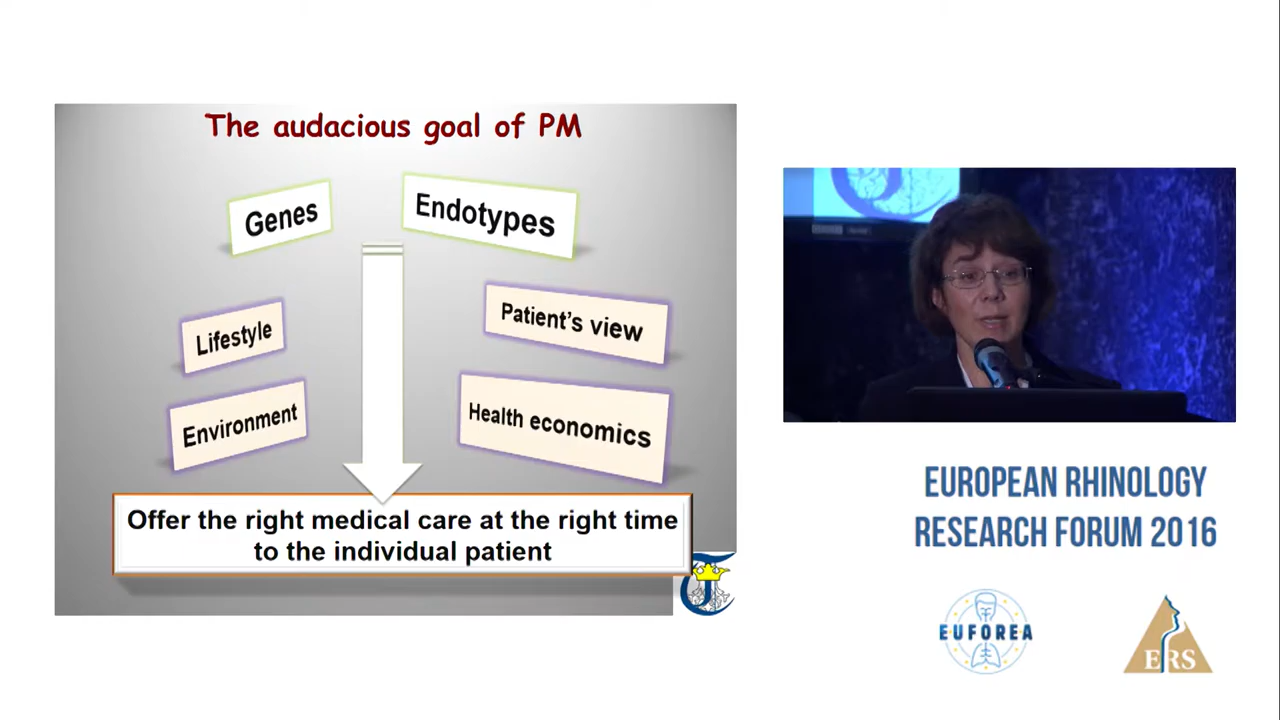 The audacious goal of PM
Genes
Endotypes
Lifestyle
Patient's view
Environment
Health economics
Offer the right medical care at the right time
to the individual patient
EUROPEAN RHINOLOGY
RESEARCH FORUM 2016
EUFOREA
ERS